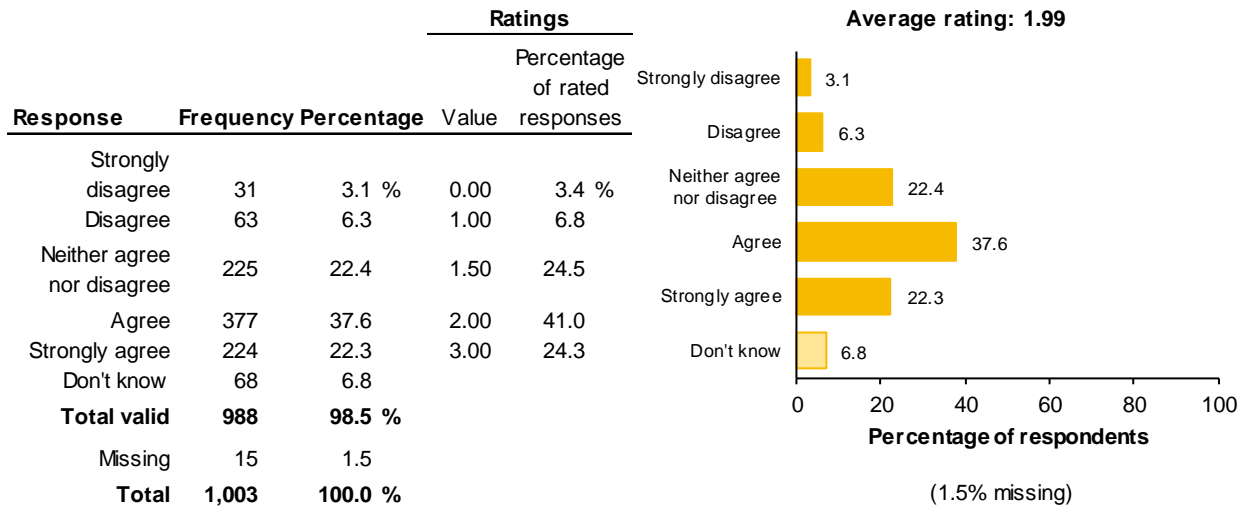 Ratings
Response Frequency Percentage Value Percentage of rated responses
Strongly disagree 31 3.1 % 0.00 3.4 %
Disagree 63 6.3 1.00 6.8
Neither agree nor disagree 225 22.4 1.50 24.5
Agree 377 37.6 2.00 41.0
Strongly agree 224 22.3 3.00 24.3
Don't know 68 6.8
Total valid 988 98.5 %
Missing 15 1.5
Total 1,003 100.0 %
Average rating: 1.99
Strongly disagree 3.1
Disagree 6.3
Neither agree
nor disagree 22.4
Agree 37.6
Strongly agree 22.3
Don't know 6.8
0 20 40 60 80 100
Percentage of respondents
(1.5% missing)